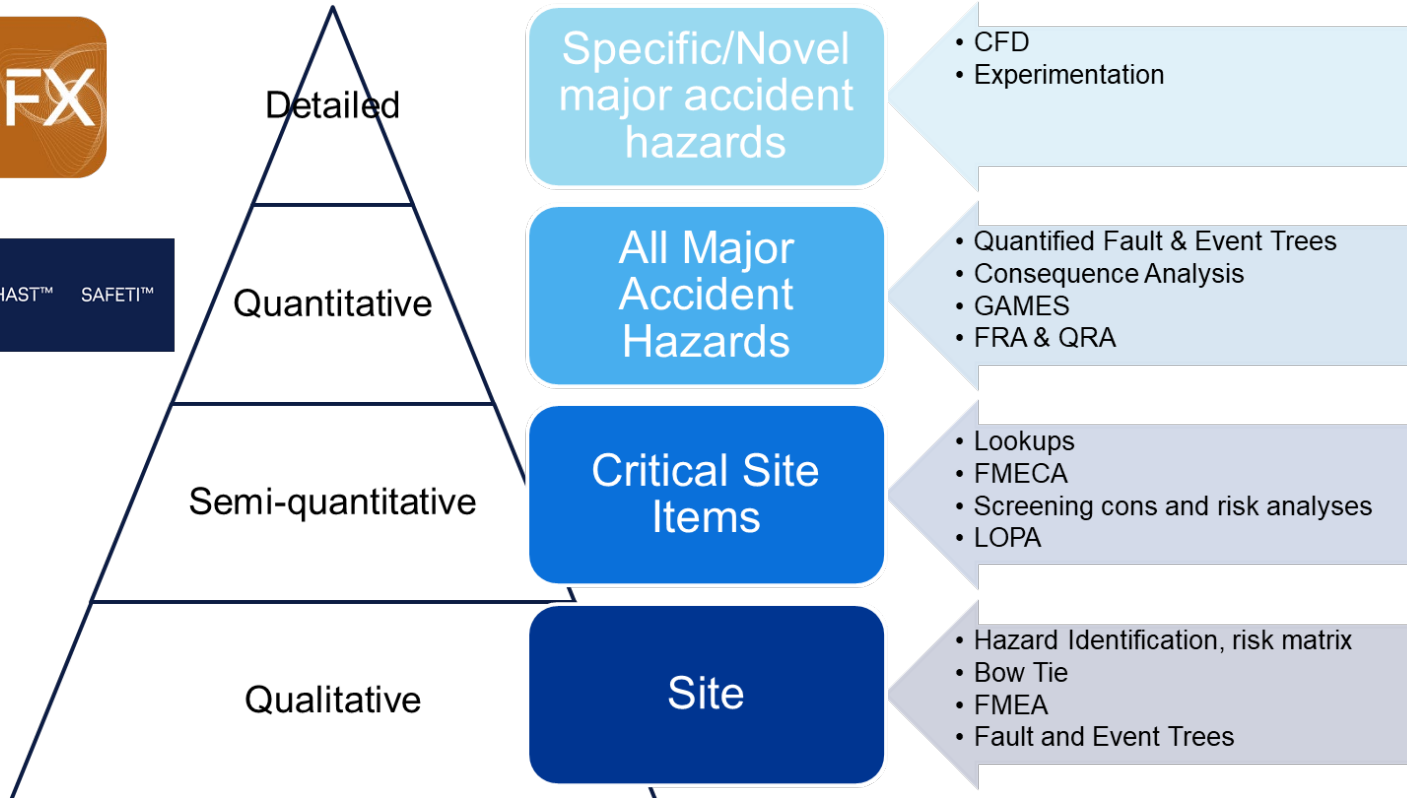 FX
Detailed
Specific/Novel
major accident
hazards
• CFD
• Experimentation
SAFETI™
Quantitative
All Major
Accident
Hazards
• Quantified Fault & Event Trees
• Consequence Analysis
• GAMES
• FRA & QRA
Semi-quantitative
Critical Site
Items
• Lookups
• FMECA
• Screening cons and risk analyses
• LOPA
Qualitative
Site
• Hazard Identification, risk matrix
• Bow Tie
• FMEA
• Fault and Event Trees